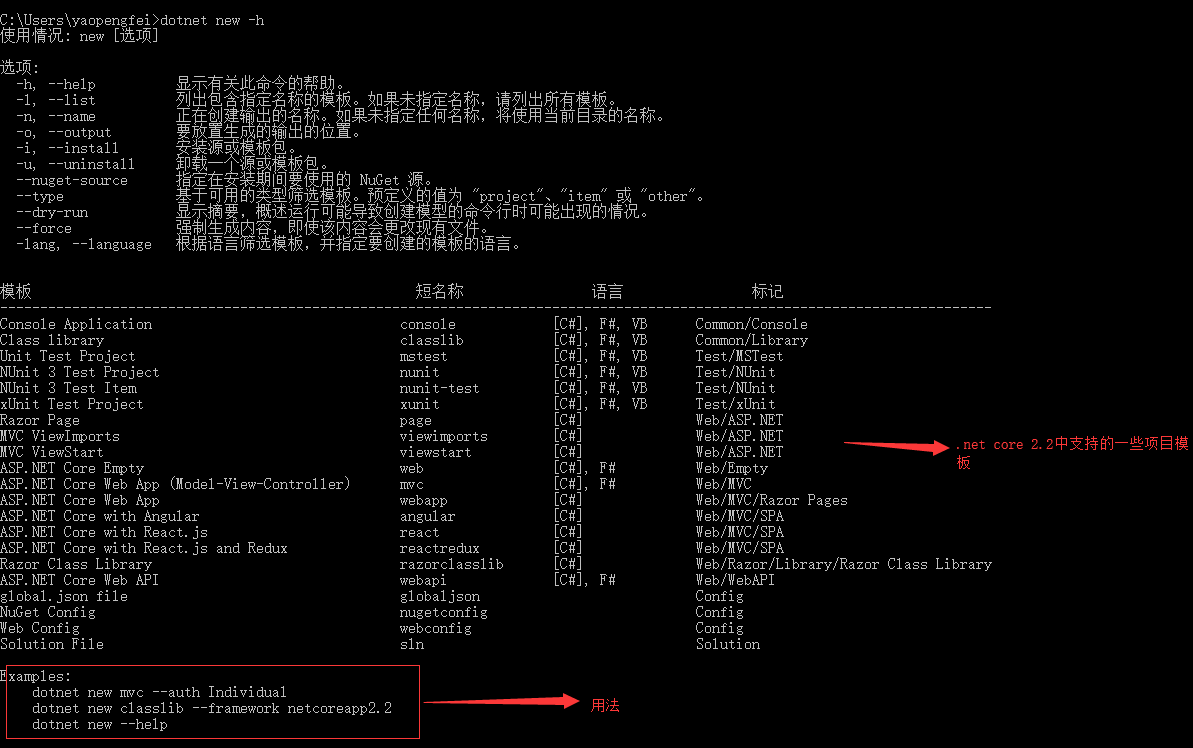 C:\Users\yaopengfei>dotnet new -h
使用情况: new [选项]
选项:
-h, --help 显示有关此命令的帮助。
-l, --list 列出包含指定名称的模板。如果未指定名称，请列出所有模板。
-n, --name 正在创建输出的名称。如果未指定任何名称，将使用当前目录的名称。
-o, --output 要放置生成的输出的位置。
-i, --install 安装源或模板包。
-u, --uninstall 卸载一个源或模板包。
--nuget-source 指定在安装期间要使用的 NuGet 源。
--type 基于可用的类型筛选模板。预定义的值为 "project"、"item" 或 "other"。
--dry-run 显示摘要，概述运行可能导致创建模型的命令行时可能出现的情况。
--force 强制生成内容，即使该内容会更改现有文件。
-lang, --language 根据语言筛选模板，并指定要创建的模板的语言。
模板 短名称 语言 标记
----------------------------------------------------------------------------------------------------------------------------
Console Application console [C#], F#, VB Common/Console
Class library classlib [C#], F#, VB Common/Library
Unit Test Project mstest [C#], F#, VB Test/MSTest
NUnit 3 Test Project nunit [C#], F#, VB Test/NUnit
NUnit 3 Test Item nunit-test [C#], F#, VB Test/NUnit
xUnit Test Project xunit [C#], F#, VB Test/xUnit
Razor Page page [C#] Web/ASP.NET
MVC ViewImports viewimports [C#] Web/ASP.NET
MVC ViewStart viewstart [C#] Web/ASP.NET
ASP.NET Core Empty web [C#], F# Web/Empty
ASP.NET Core Web App (Model-View-Controller) mvc [C#], F# Web/MVC
ASP.NET Core Web App webapp [C#] Web/MVC/Razor Pages
ASP.NET Core with Angular angular [C#] Web/MVC/SPA
ASP.NET Core with React.js react [C#] Web/MVC/SPA
ASP.NET Core with React.js and Redux reactredux [C#] Web/MVC/SPA
Razor Class Library razorclasslib [C#] Web/Razor/Library/Razor Class Library
ASP.NET Core Web API webapi [C#], F# Web/WebAPI
global.json file globaljson Config
NuGet Config nugetconfig Config
Web Config webconfig Config
Solution File sln Solution
.net core 2.2中支持的一些项目模
板
Examples:
dotnet new mvc --auth Individual
dotnet new classlib --framework netcoreapp2.2
dotnet new --help
用法